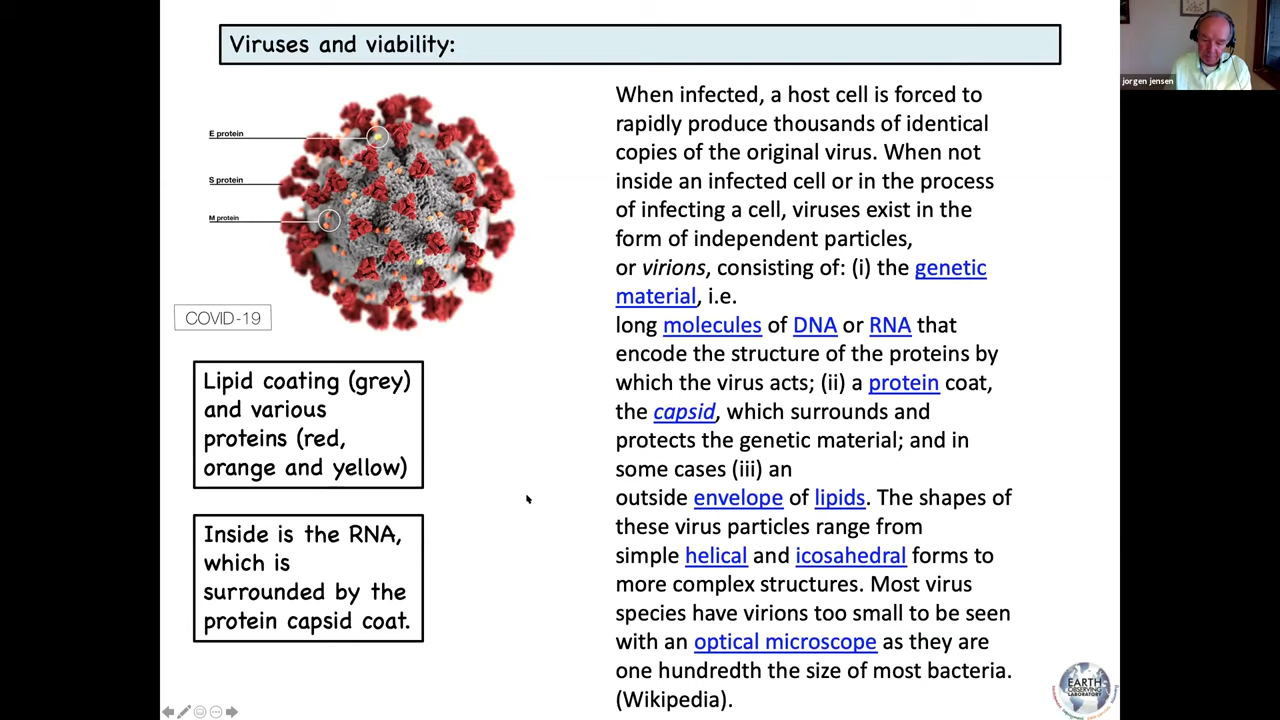 Viruses and viability:
jorgen jensen
E protein
S protein
M protein
COVID-19
Lipid coating (grey)
and various
proteins (red,
orange and yellow)
Inside is the RNA,
which is
surrounded by the
protein capsid coat.
When infected, a host cell is forced to
rapidly produce thousands of identical
copies of the original virus. When not
inside an infected cell or in the process
of infecting a cell, viruses exist in the
form of independent particles,
or virions, consisting of: (i) the genetic
material, i.e.
long molecules of DNA or RNA that
encode the structure of the proteins by
which the virus acts; (ii) a protein coat,
the capsid, which surrounds and
protects the genetic material; and in
some cases (iii) an
outside envelope of lipids. The shapes of
these virus particles range from
simple helical and icosahedral forms to
more complex structures. Most virus
species have virions too small to be seen
with an optical microscope as they are
one hundredth the size of most bacteria.
(Wikipedia).
EARTH
OBSERVING
LABORATORY